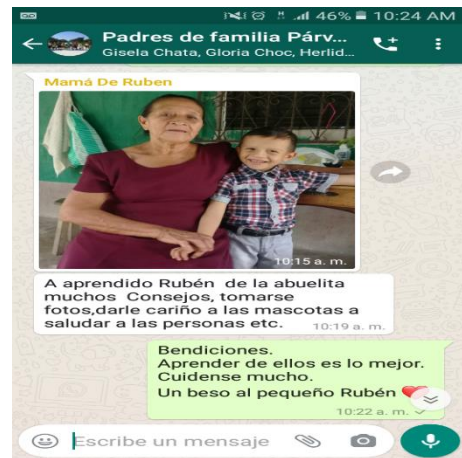 46% 10:24 AM
Padres de familia Párv...
Gisela Chata, Gloria Choc, Herlid...
Mamá De Ruben
10:15 a. m.
A aprendido Rubén de la abuelita
muchos Consejos, tomarse
fotos,darle cariño a las mascotas a
saludar a las personas etc. 10:19 a. m.
Bendiciones.
Aprender de ellos es lo mejor.
Cuidense mucho.
Un beso al pequeño Rubén
10:22 a. m.
Escribe un mensaje